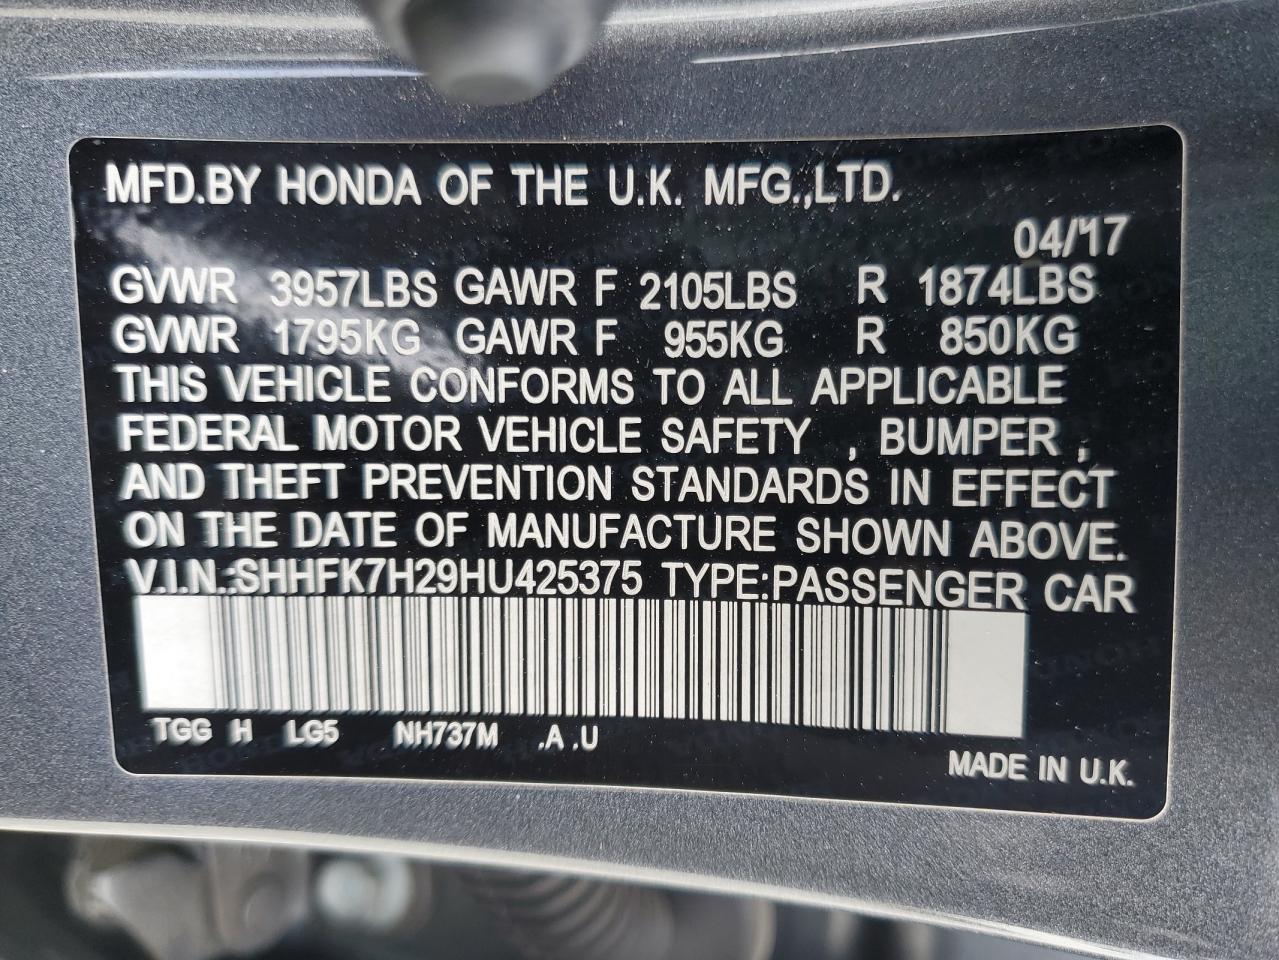 MFD.BY HONDA OF THE U.K. MFG.,LTD.
04/17
GVWR 3957LBS GAWR F 2105LBS R 1874LBS
GVWR 1795KG GAWR F 955KG R 850KG
THIS VEHICLE CONFORMS TO ALL APPLICABLE
FEDERAL MOTOR VEHICLE SAFETY , BUMPER ,
AND THEFT PREVENTION STANDARDS IN EFFECT
ON THE DATE OF MANUFACTURE SHOWN ABOVE.
V.I.N.:SHHFK7H29HU425375 TYPE:PASSENGER CAR
TGG H LG5 NH737M .A .U
MADE IN U.K.